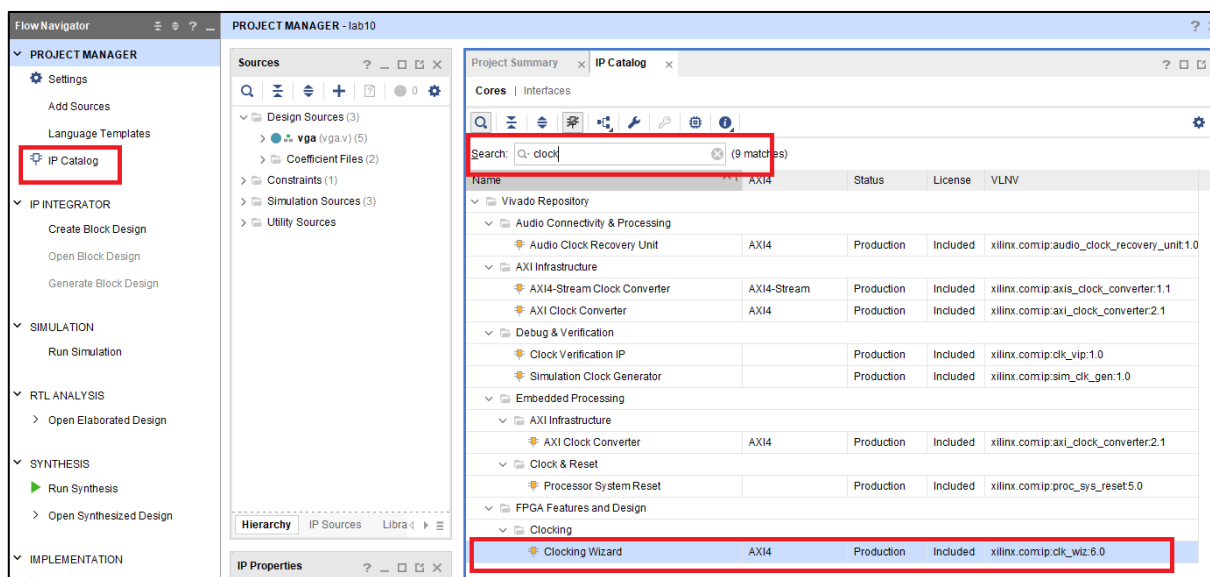 Flow Navigator
PROJECT MANAGER
Settings
Add Sources
Language Templates
IP Catalog
IP INTEGRATOR
Create Block Design
Open Block Design
Generate Block Design
SIMULATION
Run Simulation
RTL ANALYSIS
Open Elaborated Design
SYNTHESIS
Run Synthesis
Open Synthesized Design
IMPLEMENTATION
PROJECT MANAGER - lab10
Sources
0
Design Sources (3)
vga (vga.v) (5)
Coefficient Files (2)
Constraints (1)
Simulation Sources (3)
Utility Sources
Hierarchy IP Sources Libra
IP Properties
Project Summary IP Catalog
Cores | Interfaces
Search: clock (9 matches)
Name 1 AXI4 Status License VLNV
Vivado Repository
Audio Connectivity & Processing
Audio Clock Recovery Unit AXI4 Production Included xilinx.com:ip:audio_clock_recovery_unit:1.0
AXI Infrastructure
AXI4-Stream Clock Converter AXI4-Stream Production Included xilinx.com:ip:axis_clock_converter:1.1
AXI Clock Converter AXI4 Production Included xilinx.com:ip:axi_clock_converter:2.1
Debug & Verification
Clock Verification IP Production Included xilinx.com:ip:clk_vip:1.0
Simulation Clock Generator Production Included xilinx.com:ip:sim_clk_gen:1.0
Embedded Processing
AXI Infrastructure
AXI Clock Converter AXI4 Production Included xilinx.com:ip:axi_clock_converter:2.1
Clock & Reset
Processor System Reset Production Included xilinx.com:ip:proc_sys_reset:5.0
FPGA Features and Design
Clocking
Clocking Wizard AXI4 Production Included xilinx.com:ip:clk_wiz:6.0